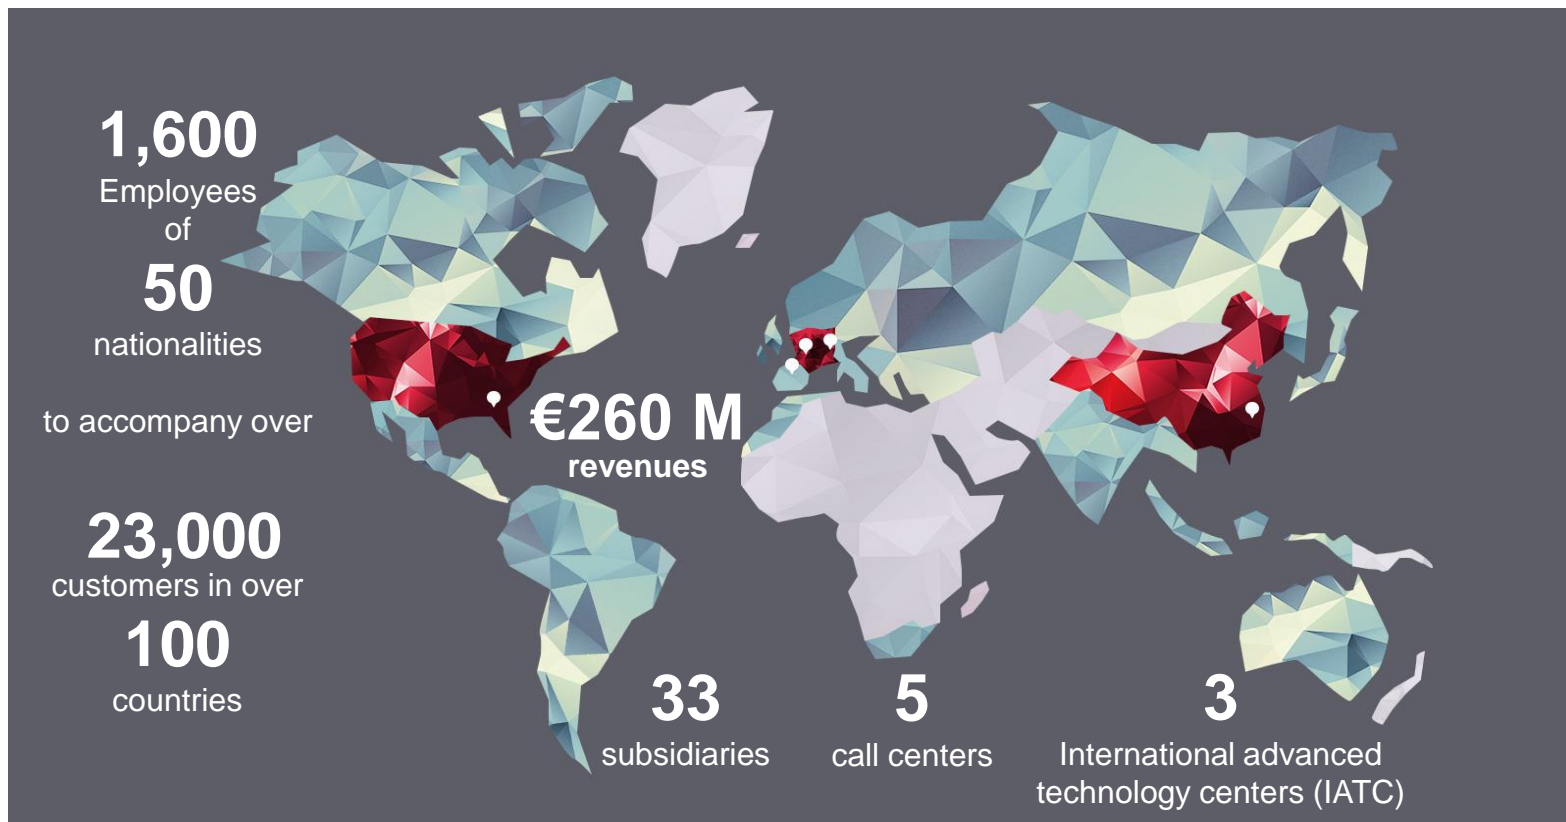 1,600
Employees
of
50
nationalities
to accompany over
23,000
customers in over
100
countries
€260 M
revenues
33
subsidiaries
5
call centers
3
International advanced
technology centers (IATC)